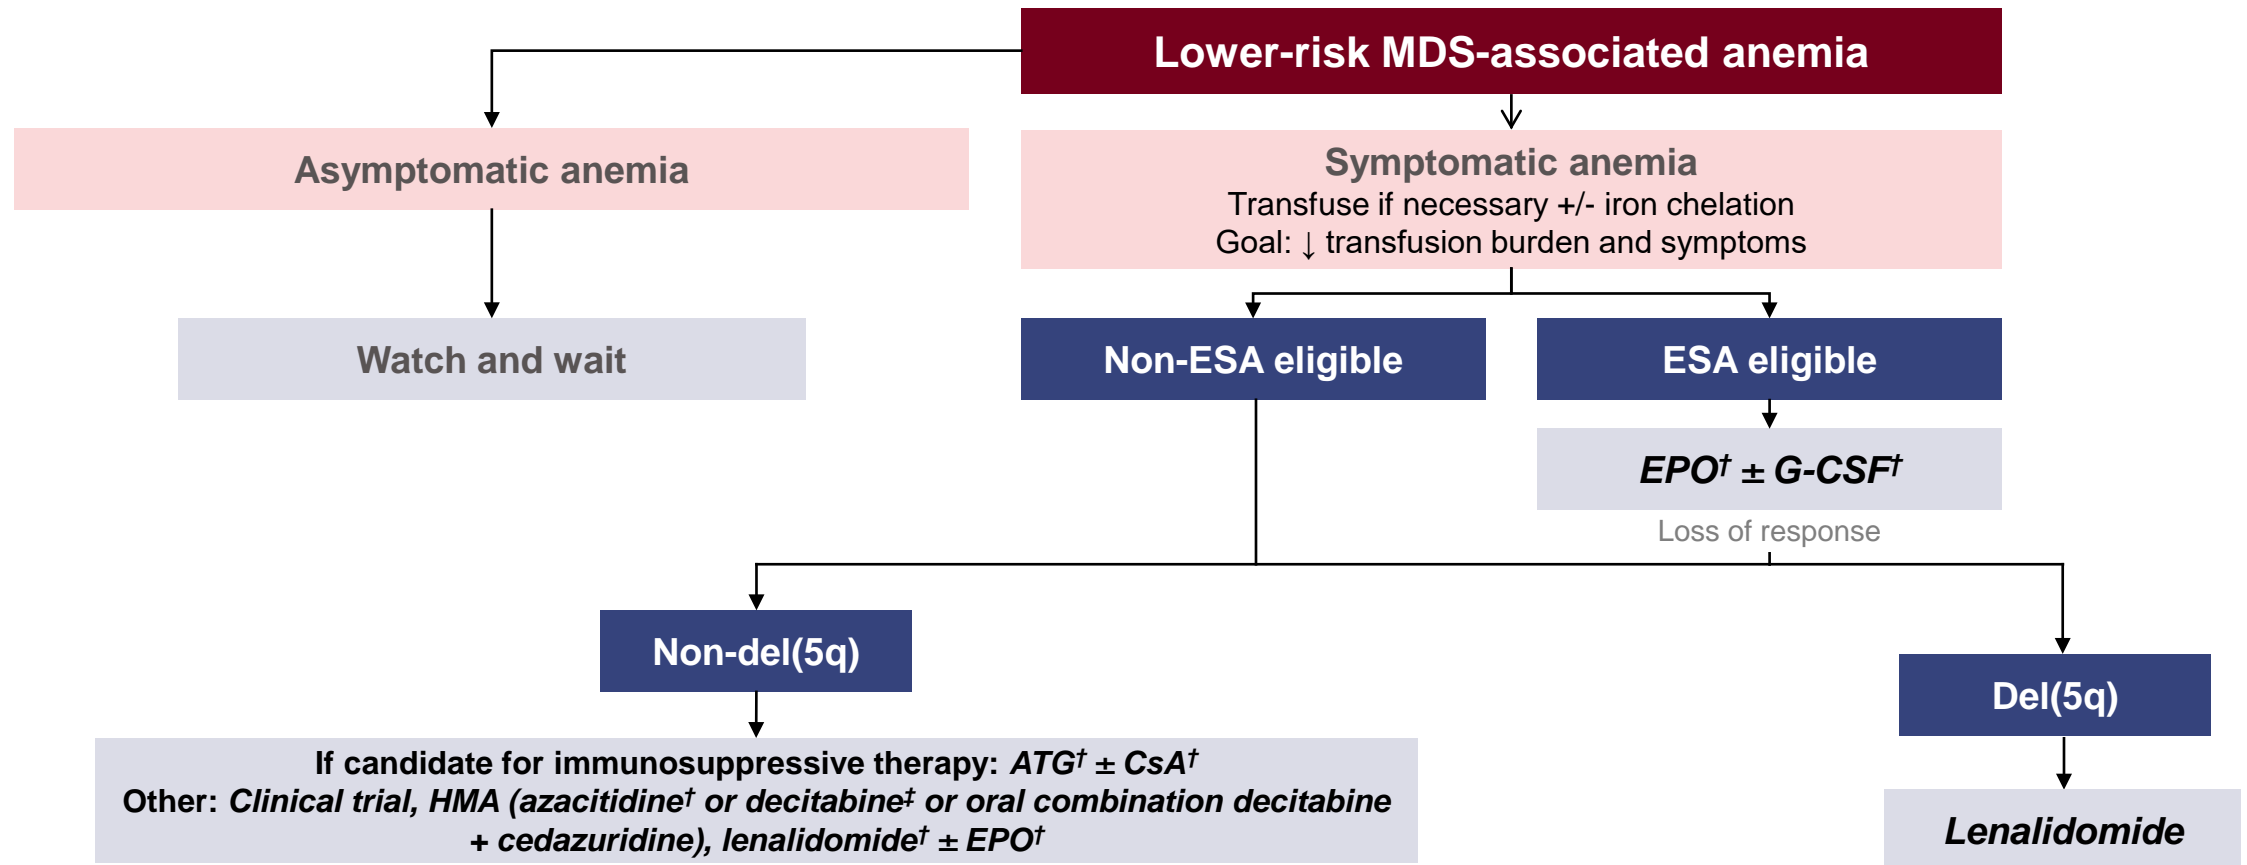 Lower-risk MDS-associated anemia
Asymptomatic anemia
Symptomatic anemia
Transfuse if necessary +/- iron chelation
Goal: ↓ transfusion burden and symptoms
Watch and wait
Non-ESA eligible
ESA eligible
EPO† ± G-CSF†
Loss of response
Non-del(5q)
Del(5q)
If candidate for immunosuppressive therapy: ATG† ± CsA†
Other: Clinical trial, HMA (azacitidine† or decitabine‡ or oral combination decitabine
+ cedazuridine), lenalidomide† ± EPO†
Lenalidomide